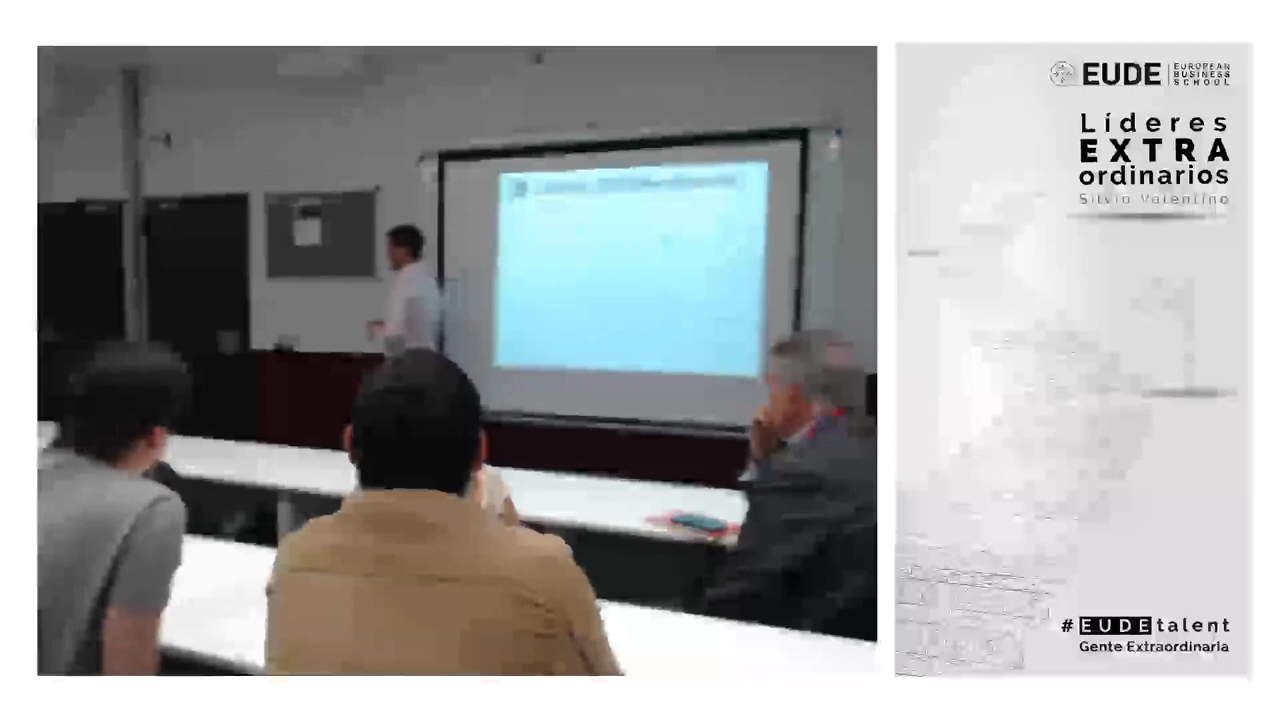 EUDE
EUROPEAN
BUSINESS
SCHOOL
Líderes
EXTRA
ordinarios
Silvio Valentino
#EUDEtalent
Gente Extraordinaria